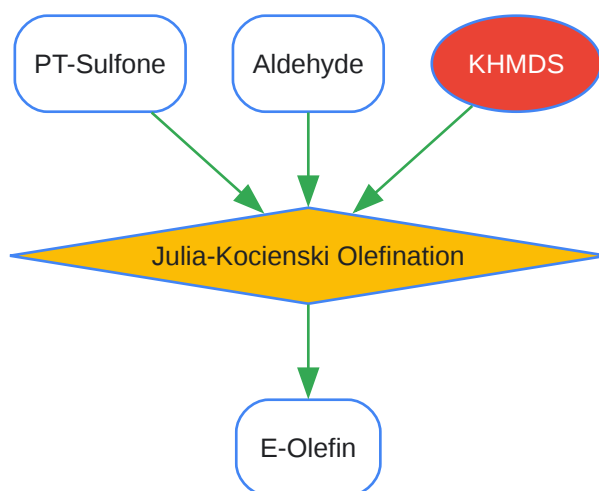 PT-Sulfone
Aldehyde
KHMDS
Julia-Kocienski Olefination
E-Olefin